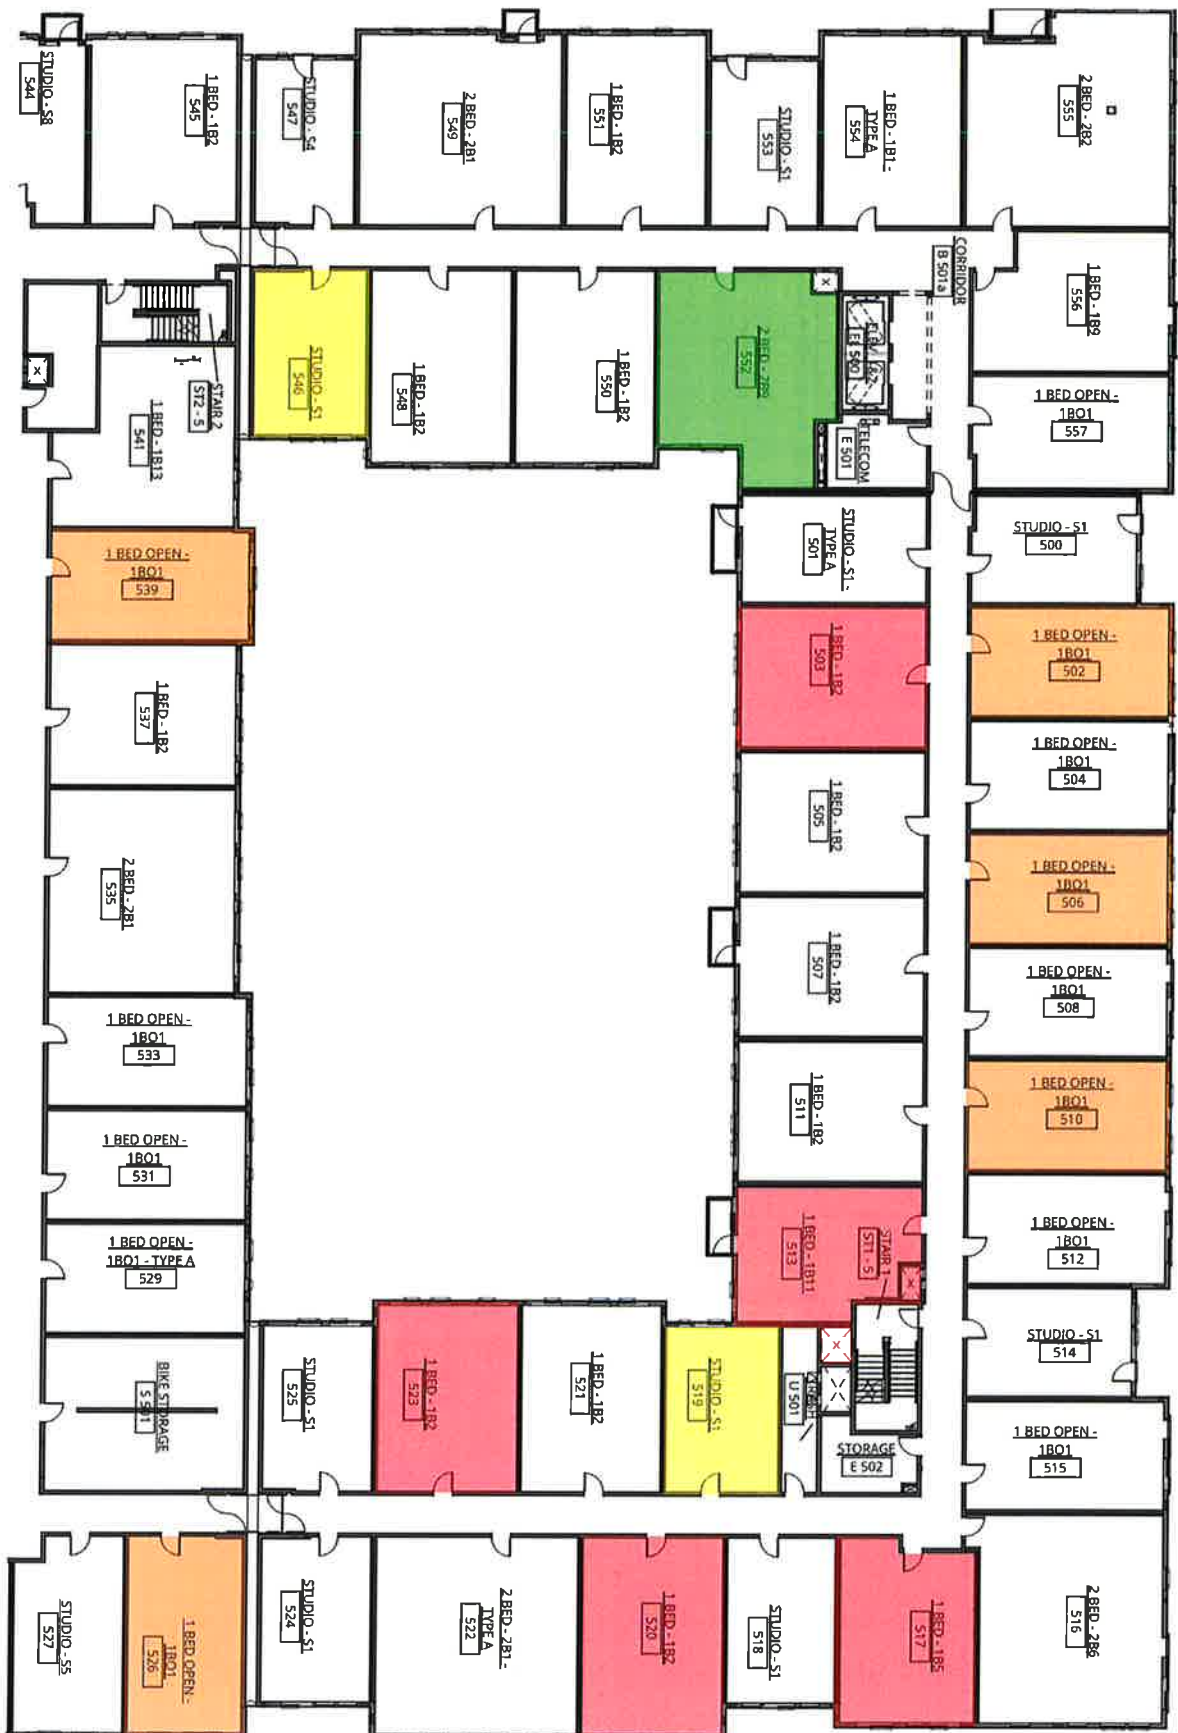 STUDIO - S8
544
1 BED - 1B2
545
STUDIO - S4
547
2 BED - 2B1
549
1 BED - 1B2
551
STUDIO - S1
553
1 BED - 1B1 -
TYPE A
554
2 BED - 2B2
555
CORRIDOR
B 501a
1 BED - 1B9
556
STAIR 2
ST2 - 5
STUDIO - S1
546
1 BED - 1B2
548
1 BED - 1B2
550
2 BED - 2B9
552
EE 500
TELECOM
E 501
1 BED OPEN -
1BO1
557
1 BED - 1B13
541
STUDIO - S1 -
TYPE A
501
STUDIO - S1
500
1 BED OPEN -
1BO1
539
1 BED - 1B2
503
1 BED OPEN -
1BO1
502
1 BED - 1B2
537
1 BED - 1B2
505
1 BED OPEN -
1BO1
504
2 BED - 2B1
535
1 BED OPEN -
1BO1
506
1 BED - 1B2
507
1 BED OPEN -
1BO1
508
1 BED OPEN -
1BO1
533
1 BED - 1B2
511
1 BED OPEN -
1BO1
510
1 BED OPEN -
1BO1
531
1 BED - 1B11
513
STAIR 1
ST1 - 5
1 BED OPEN -
1BO1
512
1 BED OPEN -
1BO1 - TYPE A
529
STUDIO - S1
514
BIKE STORAGE
S 501
STUDIO - S1
525
1 BED - 1B2
523
1 BED - 1B2
521
STUDIO - S1
519
TRASH
U 501
STORAGE
E 502
1 BED OPEN -
1BO1
515
STUDIO - S5
527
1 BED OPEN -
1BO1
526
STUDIO - S1
524
2 BED - 2B1 -
TYPE A
522
1 BED - 1B2
520
STUDIO - S1
518
1 BED - 1B5
517
2 BED - 2B6
516